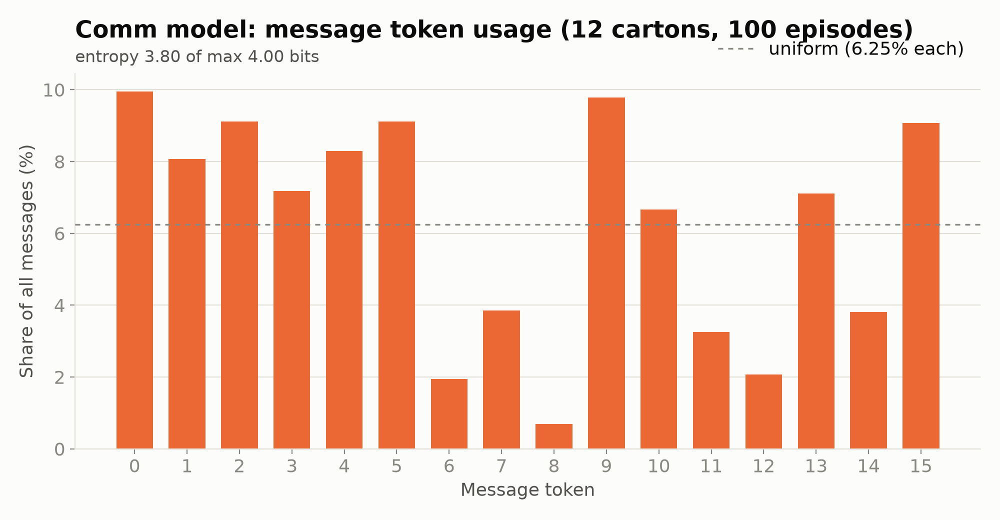 Comm model: message token usage (12 cartons, 100 episodes)
entropy 3.80 of max 4.00 bits
uniform (6.25% each)
Share of all messages (%)
10
8
6
4
2
0
0 1 2 3 4 5 6 7 8 9 10 11 12 13 14 15
Message token